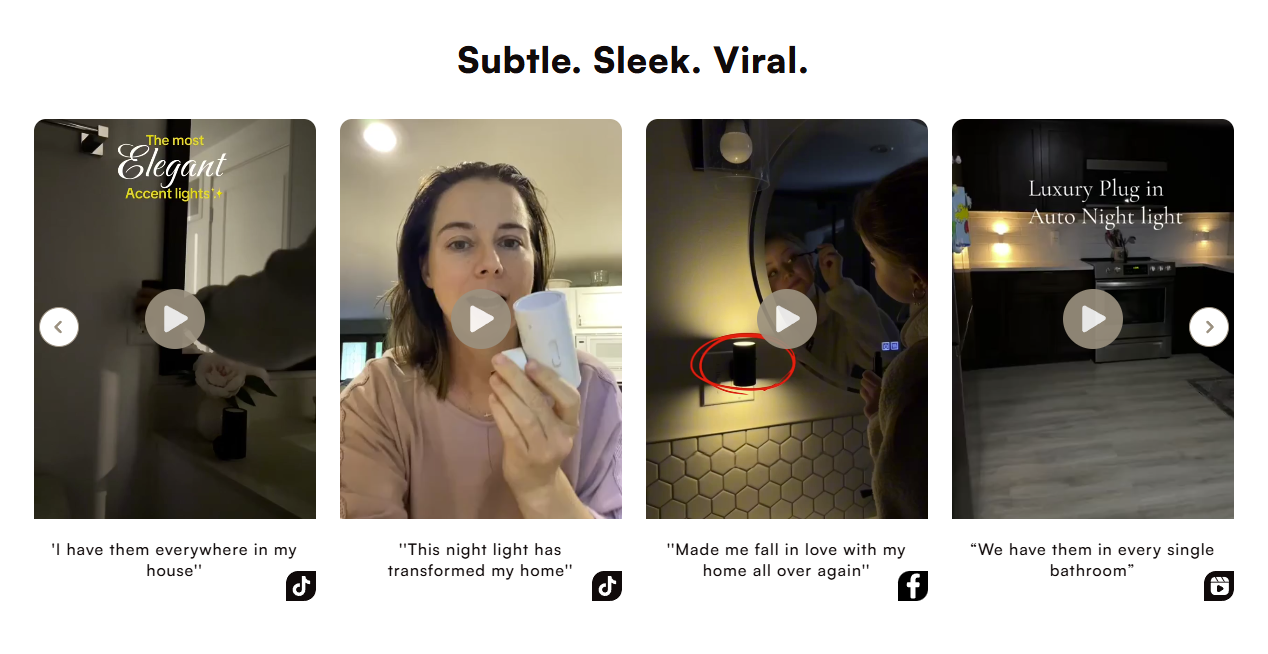 Subtle. Sleek. Viral.
The most
Elegant
Accent lights
Luxury Plug in
Auto Night light
'I have them everywhere in my
house''
''This night light has
transformed my home''
''Made me fall in love with my
home all over again''
“We have them in every single
bathroom”